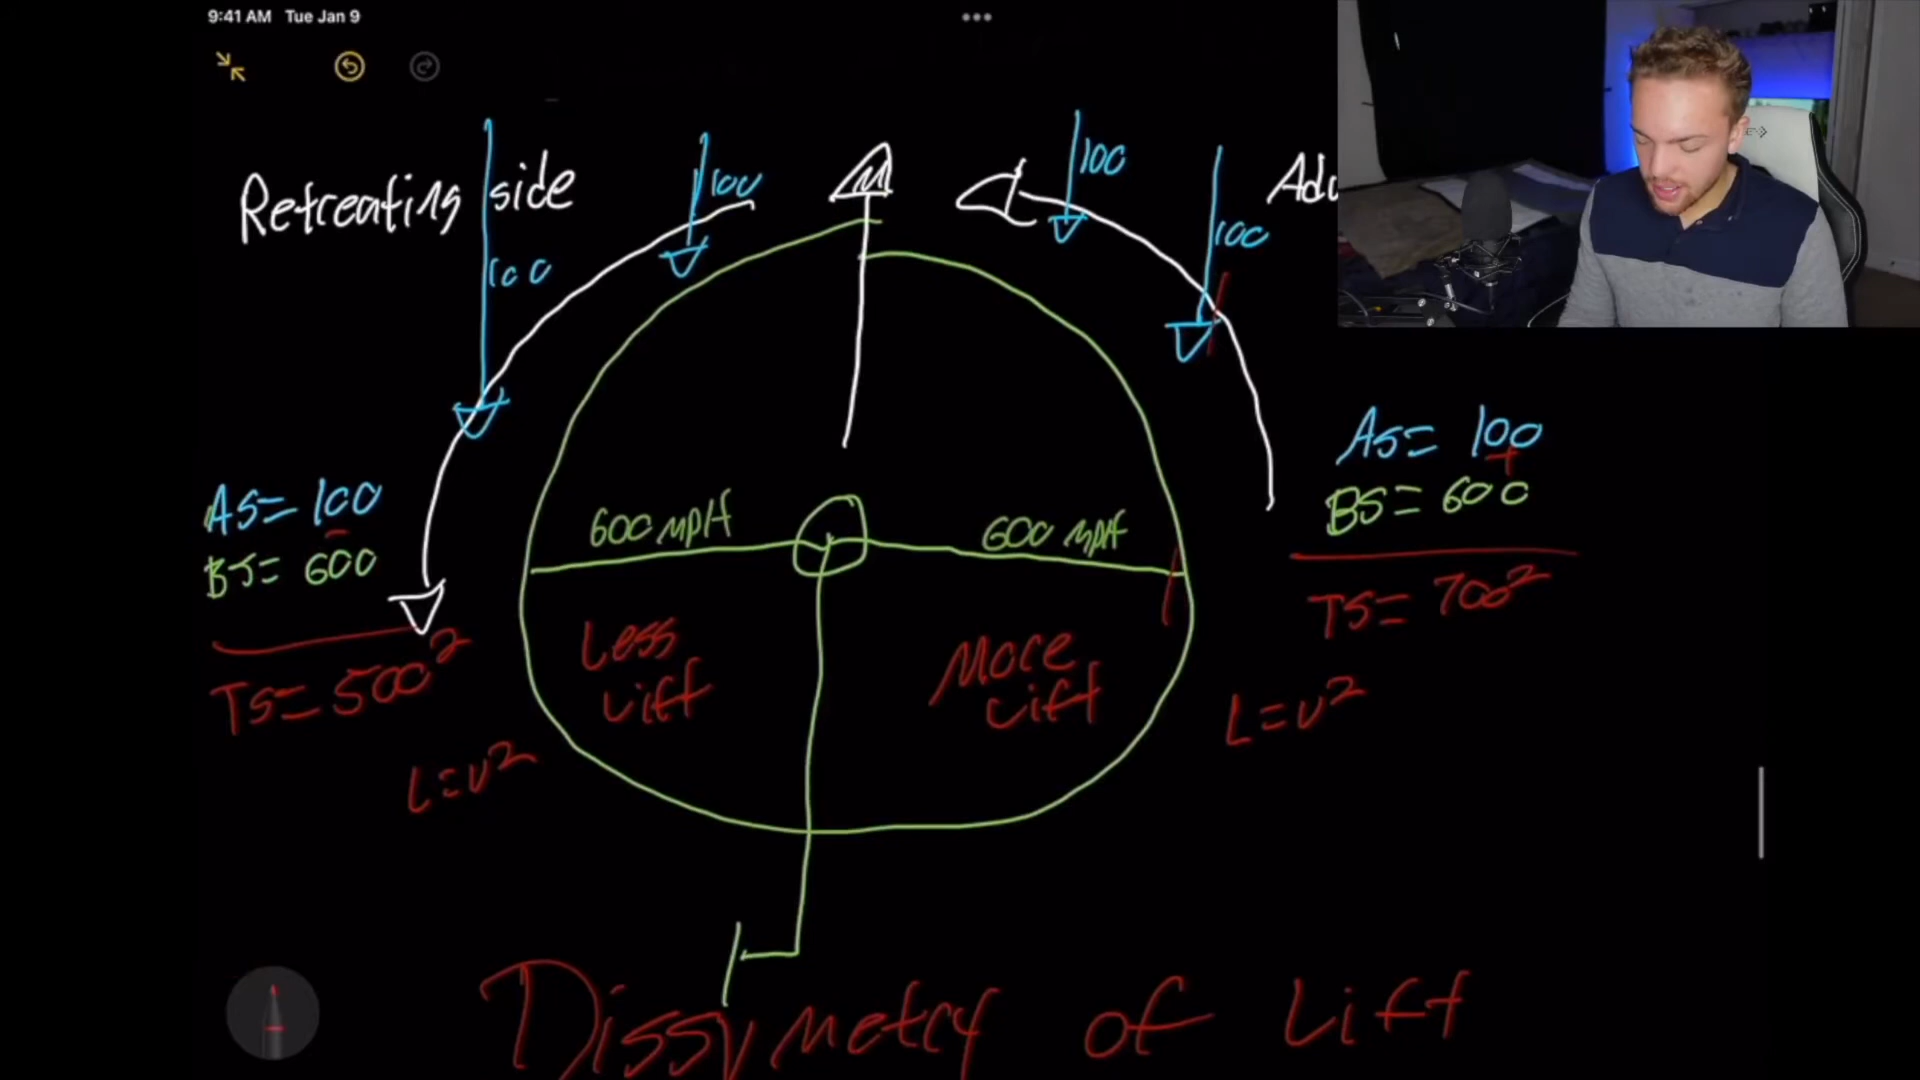 9:41 AM Tue Jan 9
Retreating side
100
100
100
100
Adv
100
AS= 100
BS= 600
TS= 700²
L=v²
AS= 100
BS= 600
TS= 500²
L=v²
600 MPH
600 MPH
Less
Lift
More
Lift
Dissymetry of Lift